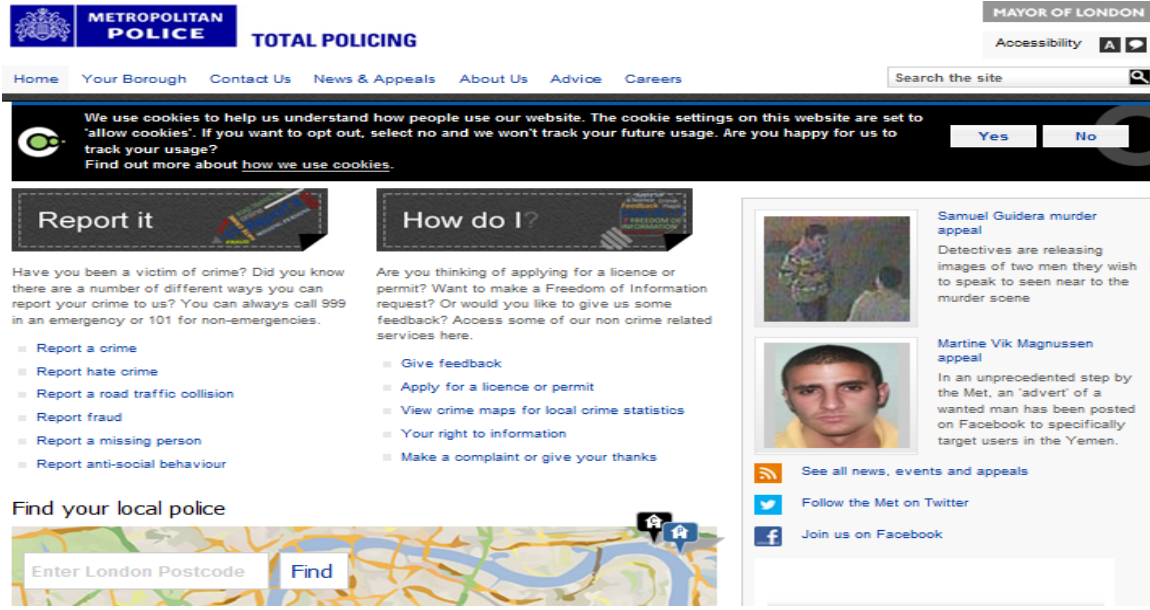 METROPOLITAN
POLICE
TOTAL POLICING
MAYOR OF LONDON
Accessibility
A
Home
Your Borough
Contact Us
News & Appeals
About Us
Advice
Careers
Search the site
We use cookies to help us understand how people use our website. The cookie settings on this website are set to
'allow cookies'. If you want to opt out, select no and we won't track your future usage. Are you happy for us to
track your usage?
Find out more about how we use cookies.
Yes
No
Report it
Have you been a victim of crime? Did you know
there are a number of different ways you can
report your crime to us? You can always call 999
in an emergency or 101 for non-emergencies.
Report a crime
Report hate crime
Report a road traffic collision
Report fraud
Report a missing person
Report anti-social behaviour
How do I?
Feedback
FREEDOM OF
INFORMATION
Are you thinking of applying for a licence or
permit? Want to make a Freedom of Information
request? Or would you like to give us some
feedback? Access some of our non crime related
services here.
Give feedback
Apply for a licence or permit
View crime maps for local crime statistics
Your right to information
Make a complaint or give your thanks
Samuel Guidera murder
appeal
Detectives are releasing
images of two men they wish
to speak to seen near to the
murder scene
Martine Vik Magnussen
appeal
In an unprecedented step by
the Met, an 'advert' of a
wanted man has been posted
on Facebook to specifically
target users in the Yemen.
See all news, events and appeals
Follow the Met on Twitter
Join us on Facebook
Find your local police
Enter London Postcode
Find